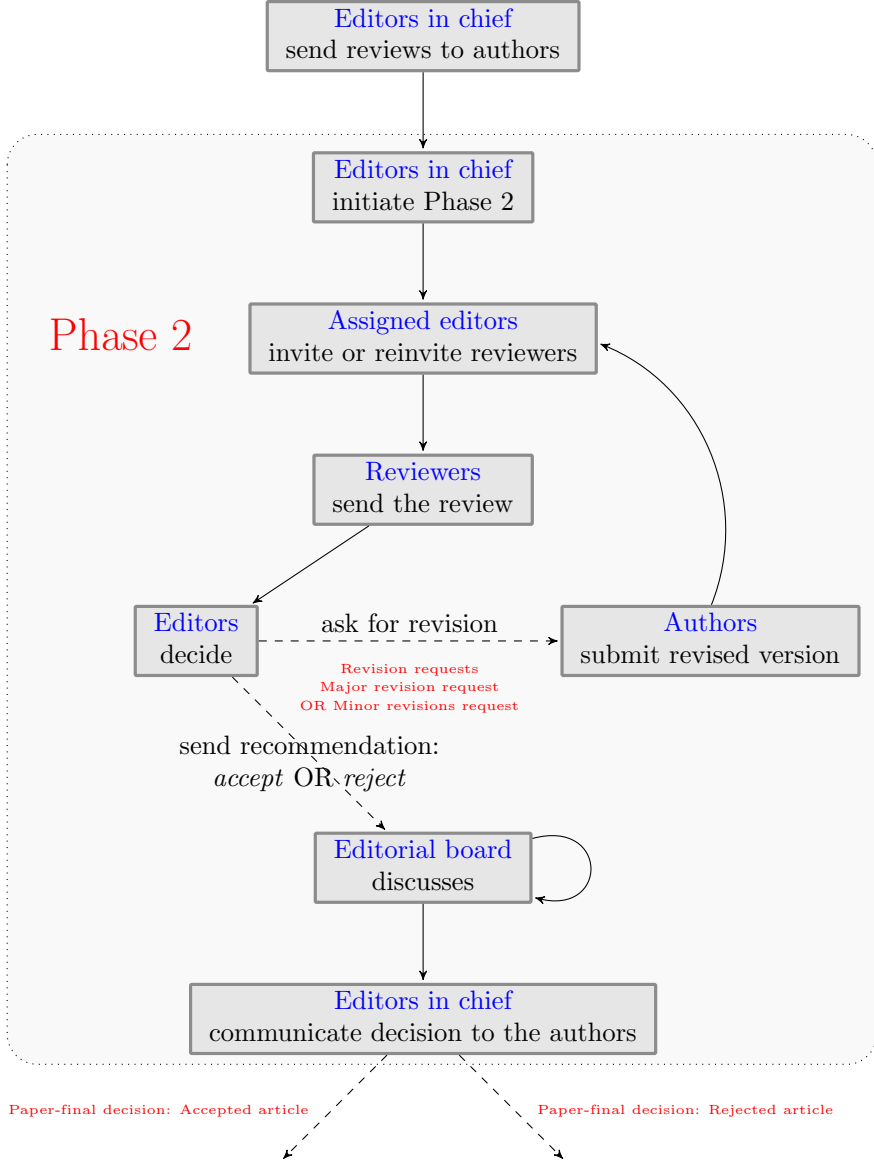 Editors in chief
send reviews to authors
Editors in chief
initiate Phase 2
Phase 2
Assigned editors
invite or reinvite reviewers
Reviewers
send the review
Editors
decide
ask for revision
Authors
submit revised version
Revision requests
Major revision request
OR Minor revisions request
send recommendation:
accept OR reject
Editorial board
discusses
Editors in chief
communicate decision to the authors
Paper-final decision: Accepted article
Paper-final decision: Rejected article